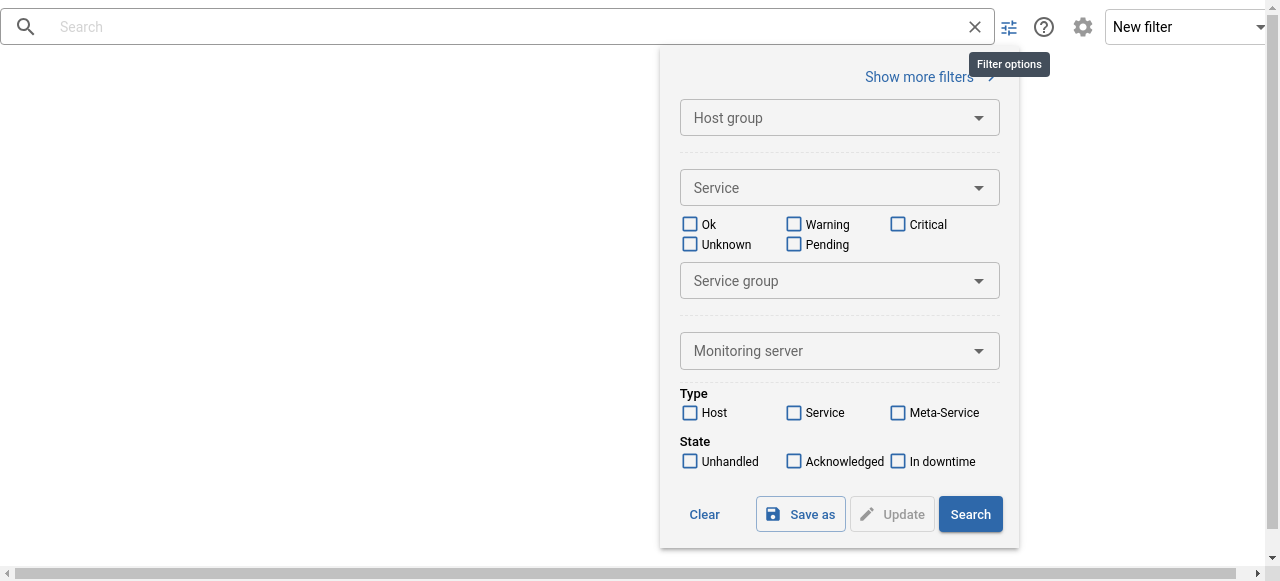 Search
New filter
Filter options
Show more filters
Host group
Service
Ok
Warning
Critical
Unknown
Pending
Service group
Monitoring server
Type
Host
Service
Meta-Service
State
Unhandled
Acknowledged
In downtime
Clear
Save as
Update
Search